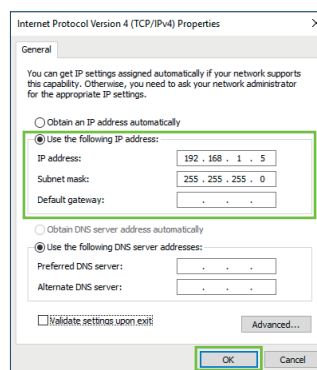 Internet Protocol Version 4 (TCP/IPv4) Properties
General
You can get IP settings assigned automatically if your network supports
this capability. Otherwise, you need to ask your network administrator
for the appropriate IP settings.
Obtain an IP address automatically
Use the following IP address:
IP address: 192 . 168 . 1 . 5
Subnet mask: 255 . 255 . 255 . 0
Default gateway: . . .
Obtain DNS server address automatically
Use the following DNS server addresses:
Preferred DNS server: . . .
Alternate DNS server: . . .
Validate settings upon exit
Advanced...
OK Cancel